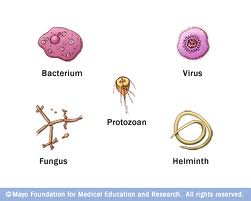 Bacterium
Virus
Protozoan
Fungus
Helminth
© Mayo Foundation for Medical Education and Research. All rights reserved.